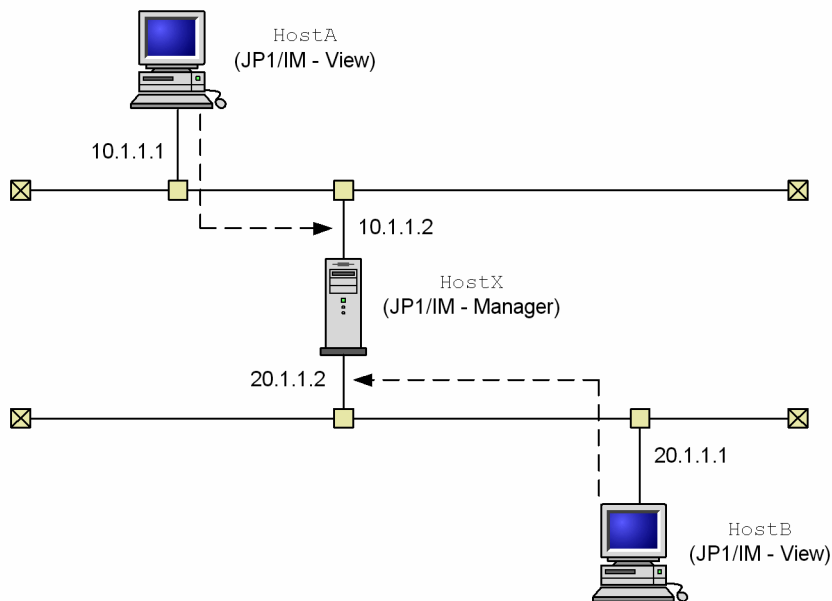 HostA
(JP1/IM - View)
10.1.1.1
10.1.1.2
HostX
(JP1/IM - Manager)
20.1.1.2
20.1.1.1
HostB
(JP1/IM - View)